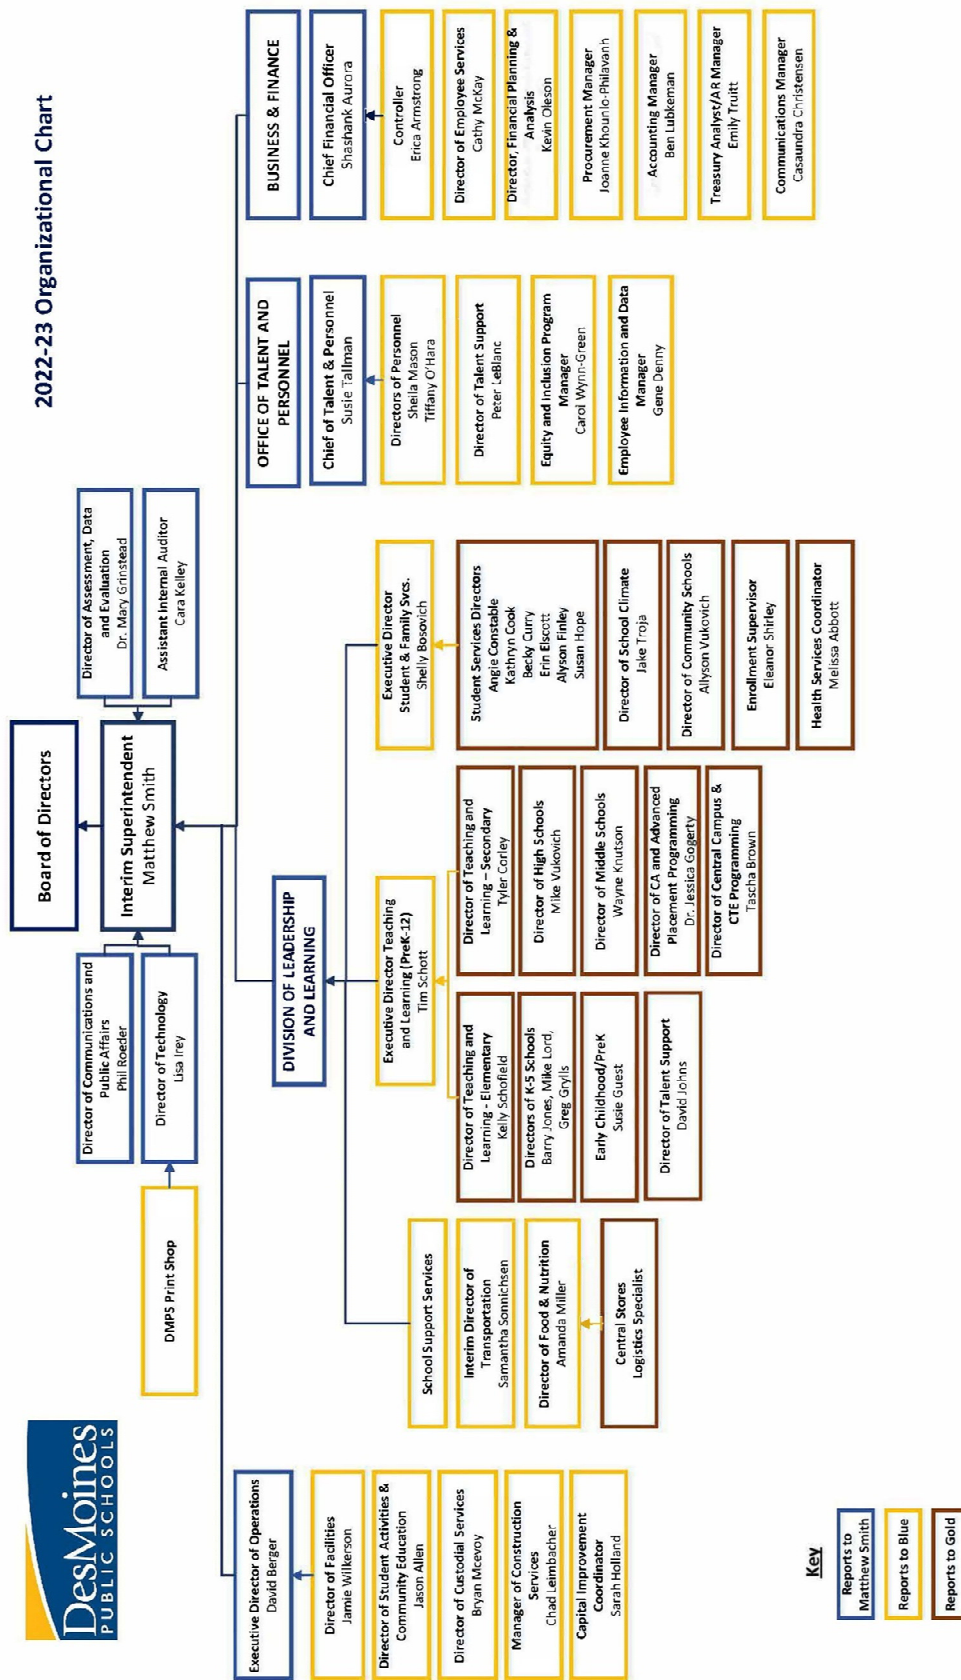 DesMoines
PUBLIC SCHOOLS
2022-23 Organizational Chart
Board of Directors
Interim Superintendent
Matthew Smith
Director of Communications and
Public Affairs
Phil Roeder
Director of Technology
Lisa Irey
DMPS Print Shop
Director of Assessment, Data
and Evaluation
Dr. Mary Grinstead
Assistant Internal Auditor
Cara Kelley
Executive Director of Operations
David Berger
Director of Facilities
Jamie Wilkerson
Director of Student Activities &
Community Education
Jason Allen
Director of Custodial Services
Bryan Mcevoy
Manager of Construction
Services
Chad Leimbacher
Capital Improvement
Coordinator
Sarah Holland
DIVISION OF LEADERSHIP
AND LEARNING
School Support Services
Interim Director of
Transportation
Samantha Sonnichsen
Director of Food & Nutrition
Amanda Miller
Central Stores
Logistics Specialist
Executive Director Teaching
and Learning (PreK-12)
Tim Schott
Director of Teaching and
Learning - Elementary
Kelly Schofield
Directors of K-5 Schools
Barry Jones, Mike Lord,
Greg Grylls
Early Childhood/PreK
Susie Guest
Director of Talent Support
David Johns
Director of Teaching and
Learning – Secondary
Tyler Corley
Director of High Schools
Mike Vukovich
Director of Middle Schools
Wayne Knutson
Director of CA and Advanced
Placement Programming
Dr. Jessica Gogerty
Director of Central Campus &
CTE Programming
Tascha Brown
Executive Director
Student & Family Svcs.
Shelly Bosovich
Student Services Directors
Angie Constable
Kathryn Cook
Becky Curry
Erin Elscott
Alyson Finley
Susan Hope
Director of School Climate
Jake Troja
Director of Community Schools
Allyson Vukovich
Enrollment Supervisor
Eleanor Shirley
Health Services Coordinator
Melissa Abbott
OFFICE OF TALENT AND
PERSONNEL
Chief of Talent & Personnel
Susie Tallman
Directors of Personnel
Sheila Mason
Tiffany O'Hara
Director of Talent Support
Peter LeBlanc
Equity and Inclusion Program
Manager
Carol Wynn-Green
Employee Information and Data
Manager
Gene Denny
BUSINESS & FINANCE
Chief Financial Officer
Shashank Aurora
Controller
Erica Armstrong
Director of Employee Services
Cathy McKay
Director, Financial Planning &
Analysis
Kevin Oleson
Procurement Manager
Joanne Khounlo-Philavanh
Accounting Manager
Ben Lubkeman
Treasury Analyst/AR Manager
Emily Truitt
Communications Manager
Casaundra Christensen
Key
Reports to
Matthew Smith
Reports to Blue
Reports to Gold